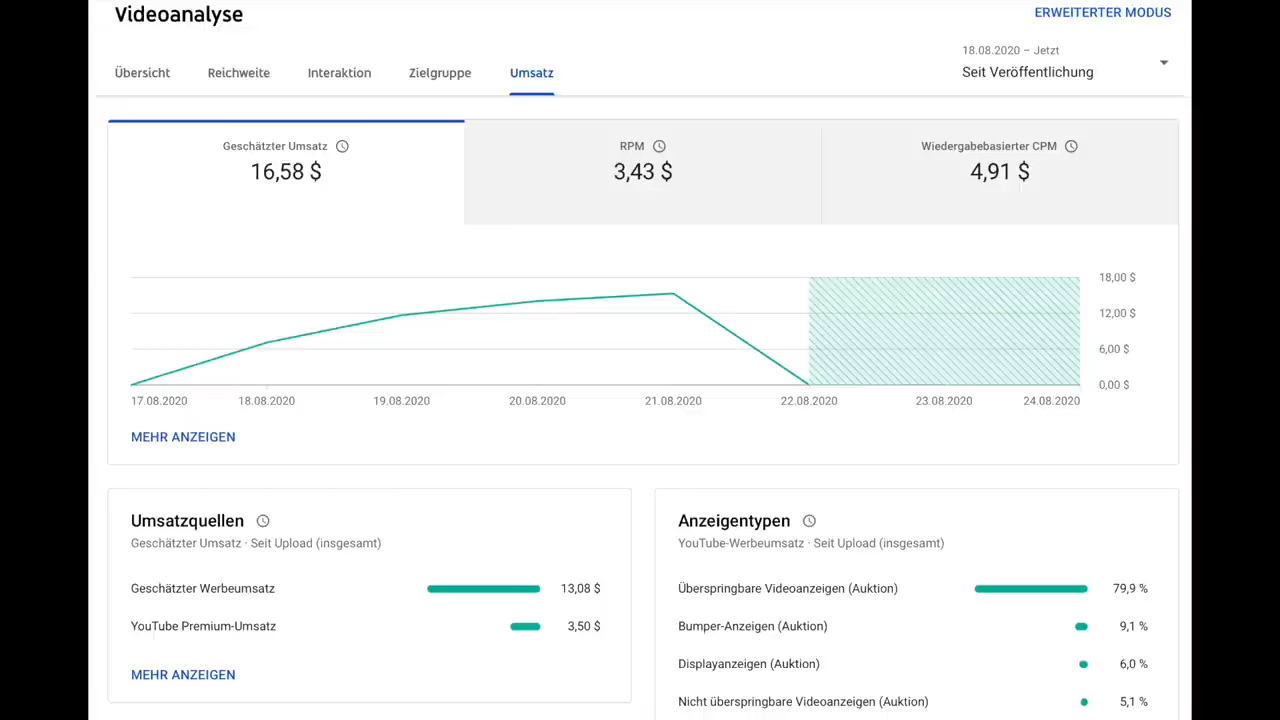 Videoanalyse
ERWEITERTER MODUS
Übersicht
Reichweite
Interaktion
Zielgruppe
Umsatz
18.08.2020 – Jetzt
Seit Veröffentlichung
Geschätzter Umsatz
16,58 $
RPM
3,43 $
Wiedergabebasierter CPM
4,91 $
18,00 $
12,00 $
6,00 $
0,00 $
17.08.2020
18.08.2020
19.08.2020
20.08.2020
21.08.2020
22.08.2020
23.08.2020
24.08.2020
MEHR ANZEIGEN
Umsatzquellen
Geschätzter Umsatz · Seit Upload (insgesamt)
Geschätzter Werbeumsatz 13,08 $
YouTube Premium-Umsatz 3,50 $
MEHR ANZEIGEN
Anzeigentypen
YouTube-Werbeumsatz · Seit Upload (insgesamt)
Überspringbare Videoanzeigen (Auktion) 79,9 %
Bumper-Anzeigen (Auktion) 9,1 %
Displayanzeigen (Auktion) 6,0 %
Nicht überspringbare Videoanzeigen (Auktion) 5,1 %